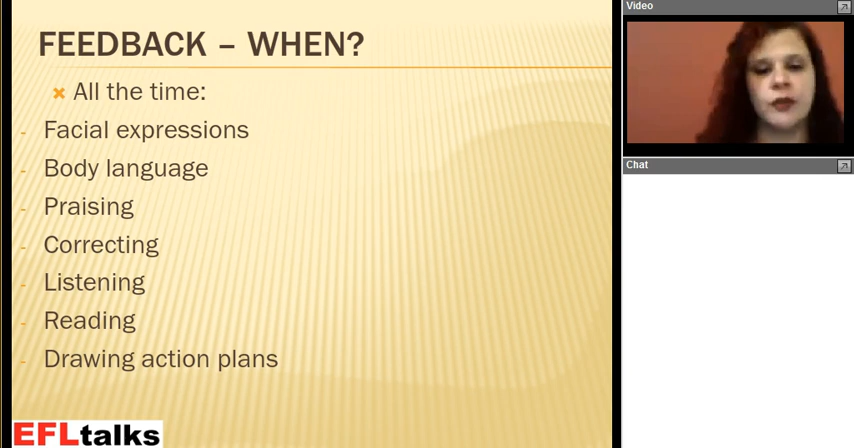 FEEDBACK – WHEN?
All the time:
- Facial expressions
- Body language
- Praising
- Correcting
- Listening
- Reading
- Drawing action plans
EFLtalks
Video
Chat